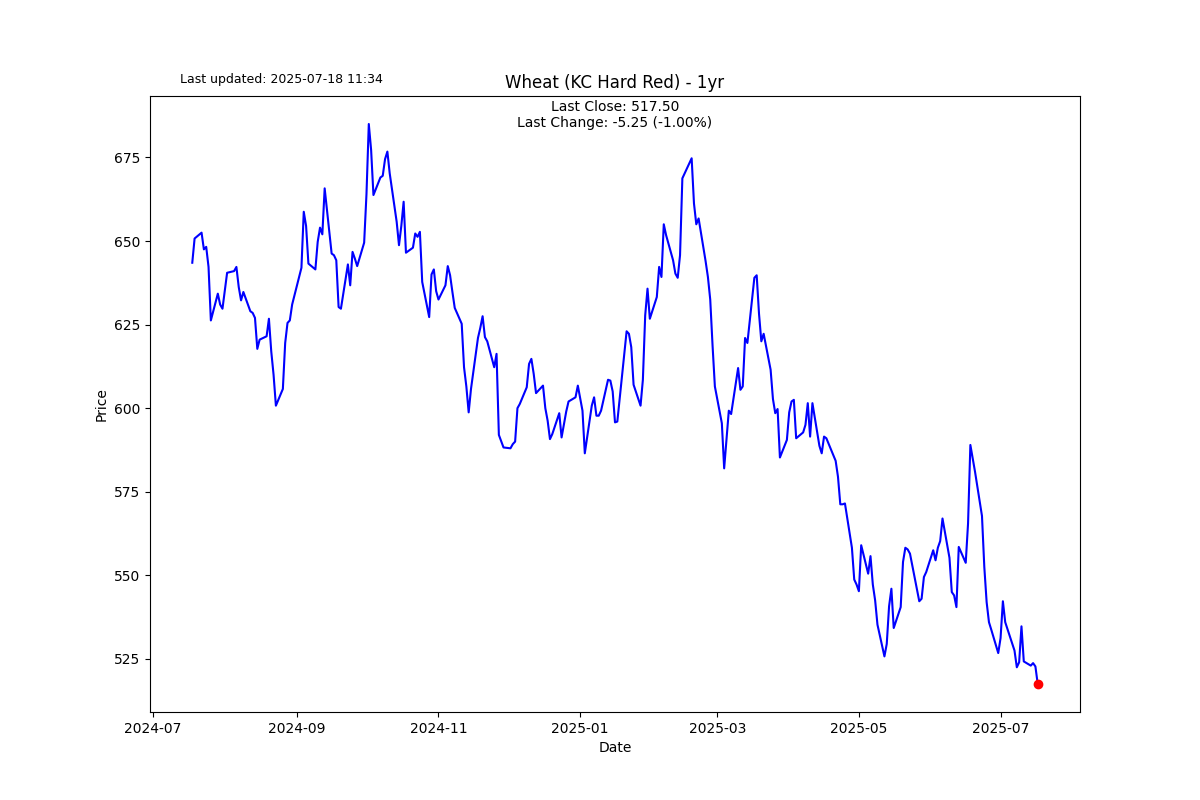 Last updated: 2025-07-18 11:34
Wheat (KC Hard Red) - 1yr
Last Close: 517.50
Last Change: -5.25 (-1.00%)
Price
675
650
625
600
575
550
525
2024-07
2024-09
2024-11
2025-01
2025-03
2025-05
2025-07
Date